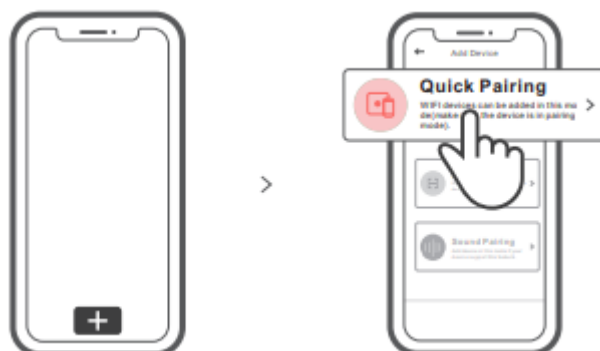 Add Device
Quick Pairing
WIFI devices can be added in this mo
de(make the device is in pairing
mode).
Sound Pairing